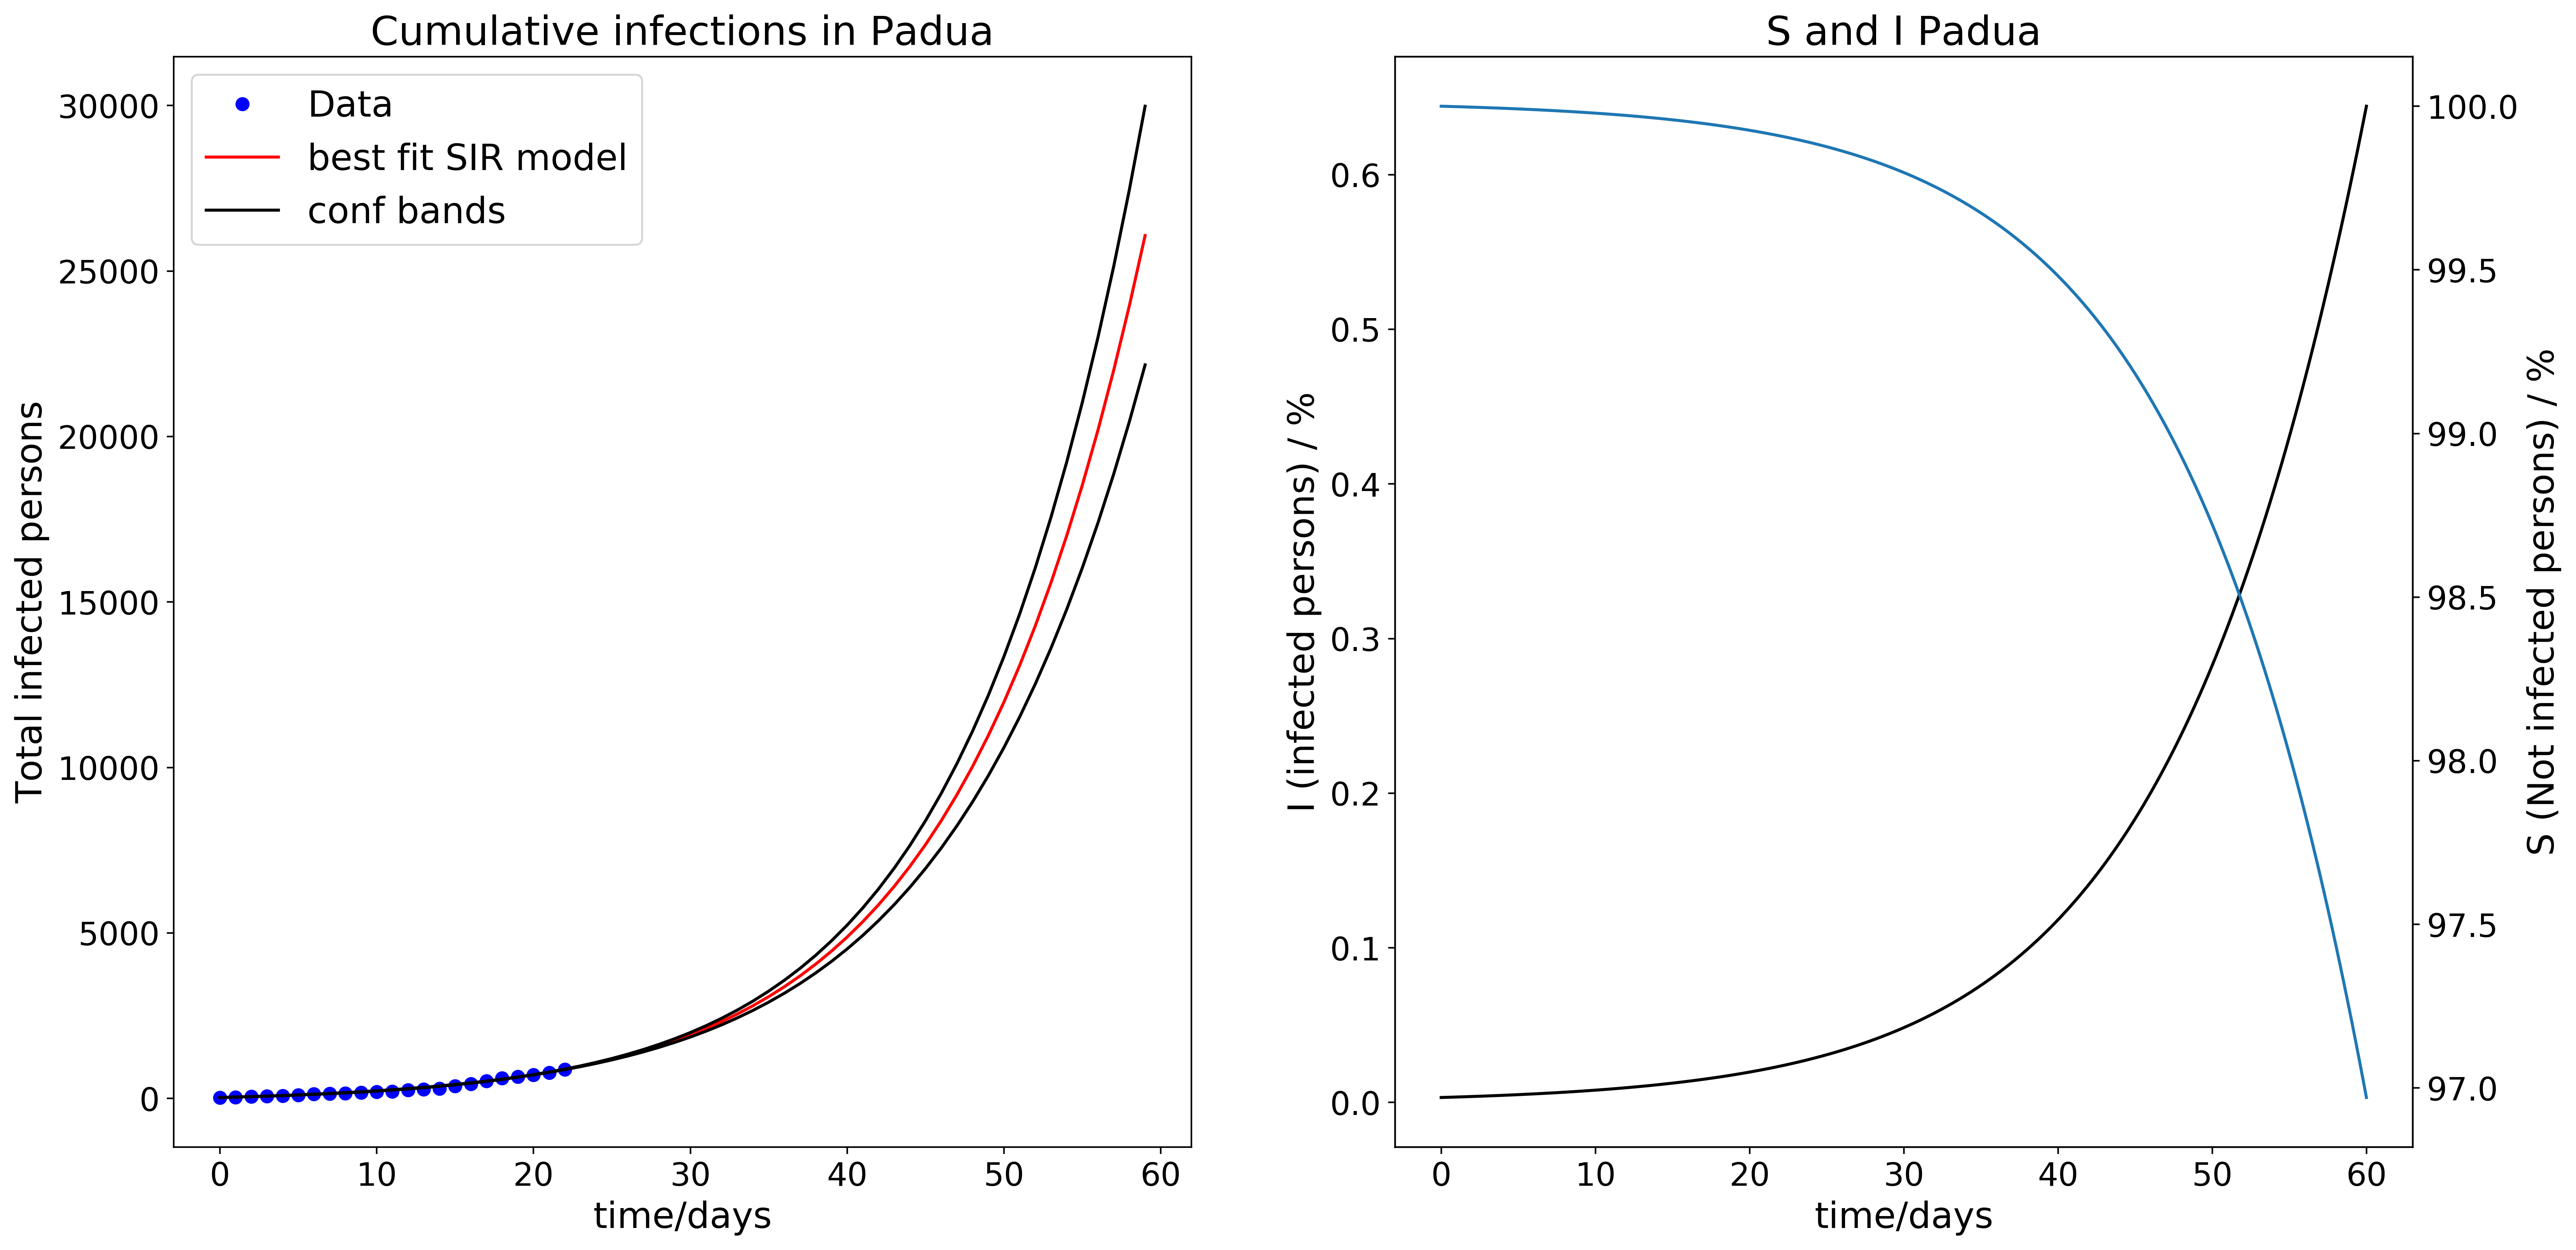 Cumulative infections in Padua
Data
best fit SIR model
conf bands
Total infected persons
30000
25000
20000
15000
10000
5000
0
0 10 20 30 40 50 60
time/days
S and I Padua
I (infected persons) / %
0.6
0.5
0.4
0.3
0.2
0.1
0.0
0 10 20 30 40 50 60
time/days
100.0
99.5
99.0
98.5
98.0
97.5
97.0
S (Not infected persons) / %